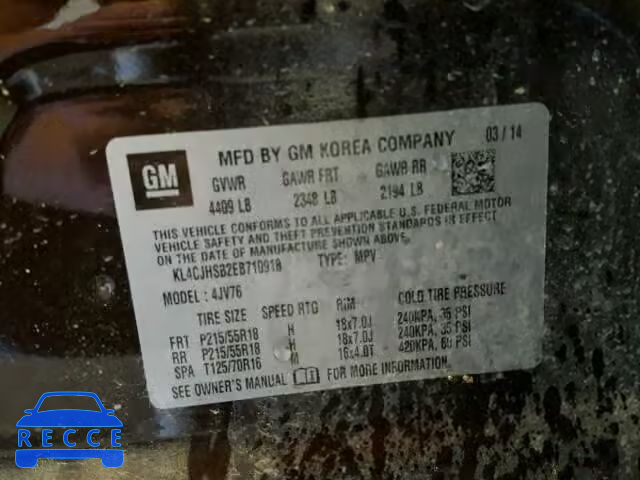 GM
MFD BY GM KOREA COMPANY 03 / 14
GVWR GAWR FRT GAWR RR
4409 LB 2348 LB 2194 LB
THIS VEHICLE CONFORMS TO ALL APPLICABLE U.S. FEDERAL MOTOR
VEHICLE SAFETY AND THEFT PREVENTION STANDARDS IN EFFECT
ON THE DATE OF MANUFACTURE SHOWN ABOVE.
KL4CJHSB2EB710918 TYPE: MPV
MODEL : 4JV76
TIRE SIZE SPEED RTG RIM COLD TIRE PRESSURE
FRT P215/55R18 H 18x7.0J 240KPA, 35 PSI
RR P215/55R18 H 18x7.0J 240KPA, 35 PSI
SPA T125/70R16 M 16x4.0T 420KPA, 60 PSI
SEE OWNER'S MANUAL FOR MORE INFORMATION.
RECCE